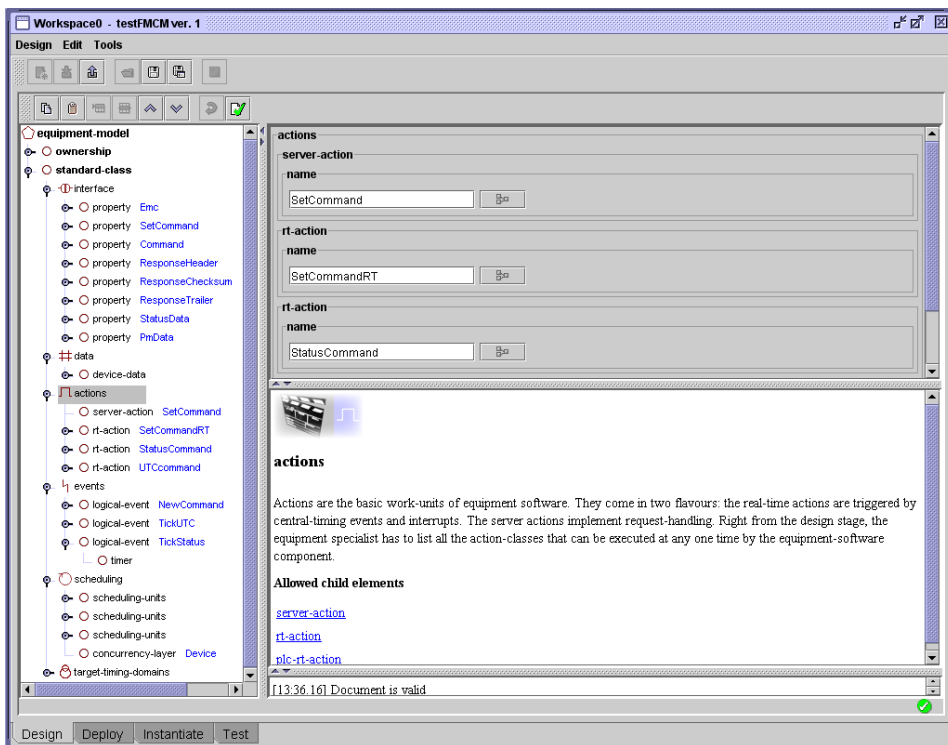 Workspace0 - testFMCM ver. 1
Design Edit Tools
equipment-model
ownership
standard-class
interface
property Emc
property SetCommand
property Command
property ResponseHeader
property ResponseChecksum
property ResponseTrailer
property StatusData
property PmData
data
device-data
actions
server-action SetCommand
rt-action SetCommandRT
rt-action StatusCommand
rt-action UTCcommand
events
logical-event NewCommand
logical-event TickUTC
logical-event TickStatus
timer
scheduling
scheduling-units
scheduling-units
scheduling-units
concurrency-layer Device
target-timing-domains
actions
server-action
name
SetCommand
rt-action
name
SetCommandRT
rt-action
name
StatusCommand
actions
Actions are the basic work-units of equipment software. They come in two flavours: the real-time actions are triggered by
central-timing events and interrupts. The server actions implement request-handling. Right from the design stage, the
equipment specialist has to list all the action-classes that can be executed at any one time by the equipment-software
component.
Allowed child elements
server-action
rt-action
plc-rt-action
[13:36.16] Document is valid
Design Deploy Instantiate Test